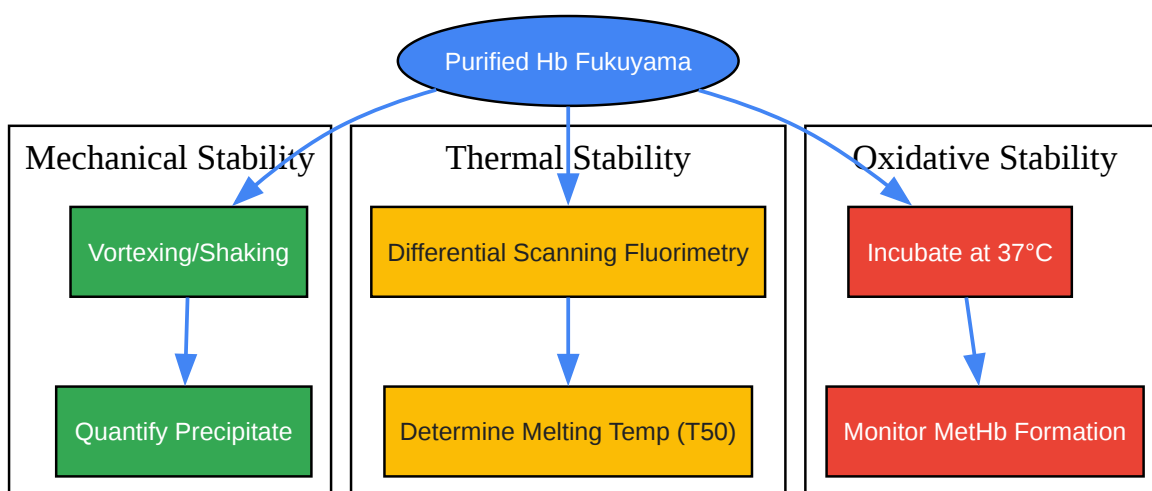 Purified Hb Fukuyama
Mechanical Stability
Thermal Stability
Oxidative Stability
Vortexing/Shaking
Differential Scanning Fluorimetry
Incubate at 37°C
Quantify Precipitate
Determine Melting Temp (T50)
Monitor MetHb Formation